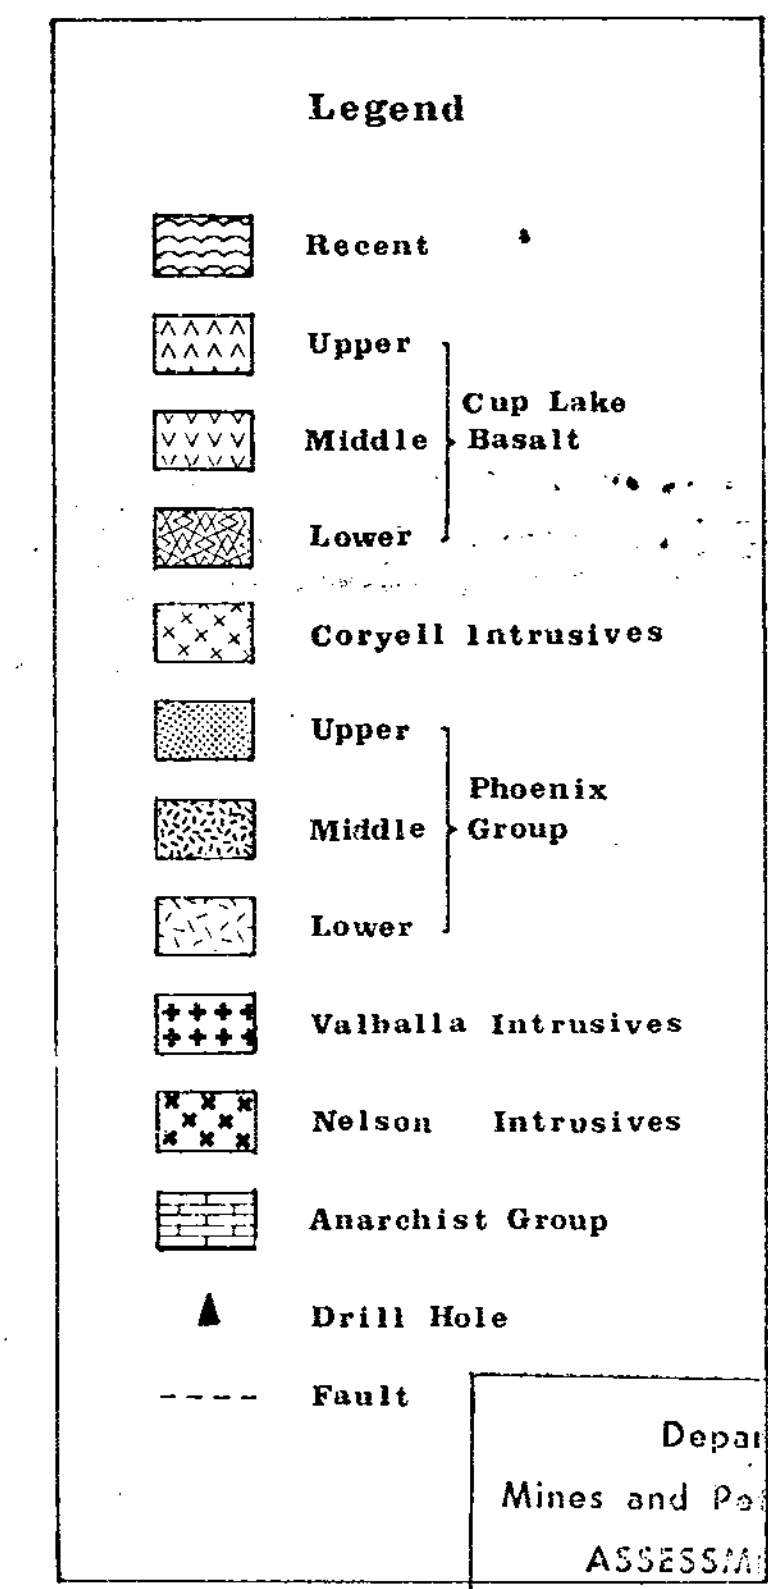 Legend
Recent
Upper
Cup Lake
Middle Basalt
Lower
Coryell Intrusives
Upper
Phoenix
Middle Group
Lower
Valhalla Intrusives
Nelson Intrusives
Anarchist Group
Drill Hole
Fault
Mines and